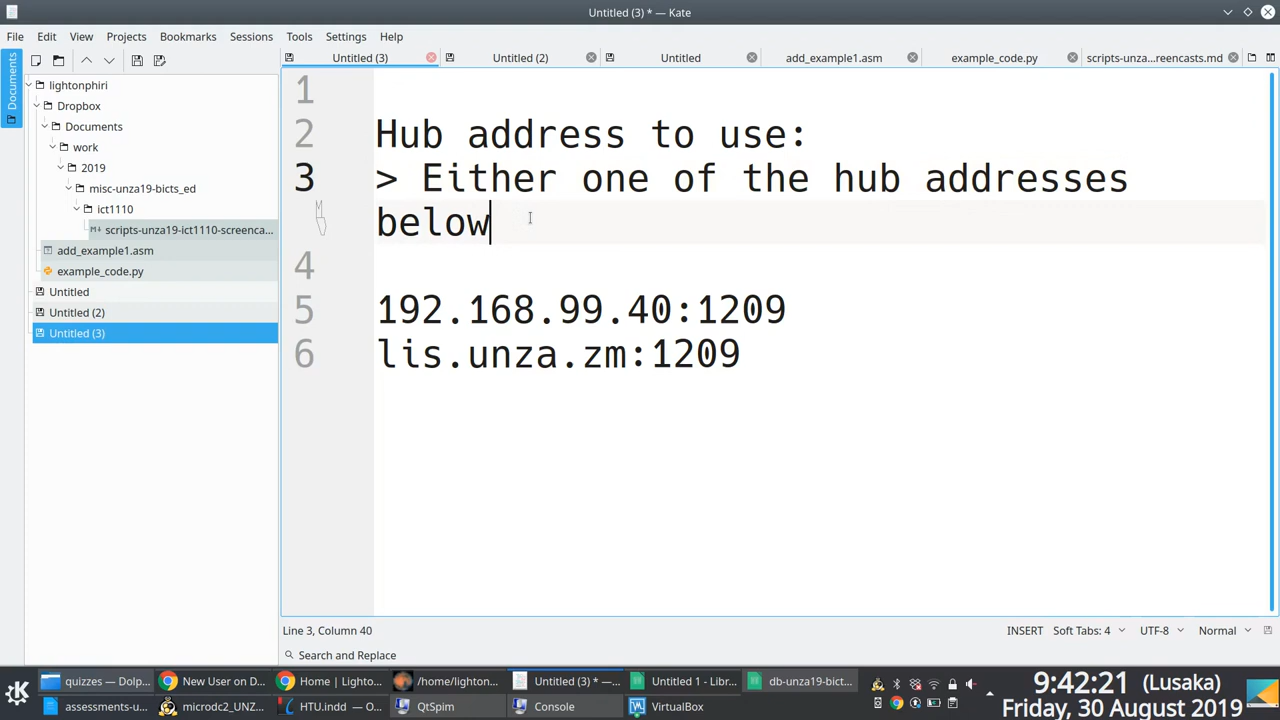 Untitled (3) * — Kate
File Edit View Projects Bookmarks Sessions Tools Settings Help
Documents
Untitled (3) Untitled (2) Untitled add_example1.asm example_code.py scripts-unza...reencasts.md
lightonphiri
Dropbox
Documents
work
2019
misc-unza19-bicts_ed
ict1110
scripts-unza19-ict1110-screenca...
add_example1.asm
example_code.py
Untitled
Untitled (2)
Untitled (3)
1
2 Hub address to use:
3 > Either one of the hub addresses
below
4
5 192.168.99.40:1209
6 lis.unza.zm:1209
Line 3, Column 40 INSERT Soft Tabs: 4 UTF-8 Normal
Search and Replace
quizzes — Dolp... New User on D... Home | Lighto... /home/lighton... Untitled (3) *—... Untitled 1 - Libr... db-unza19-bict...
assessments-u... microdc2_UNZ... HTU.indd — O... QtSpim Console VirtualBox
9:42:21 (Lusaka)
Friday, 30 August 2019